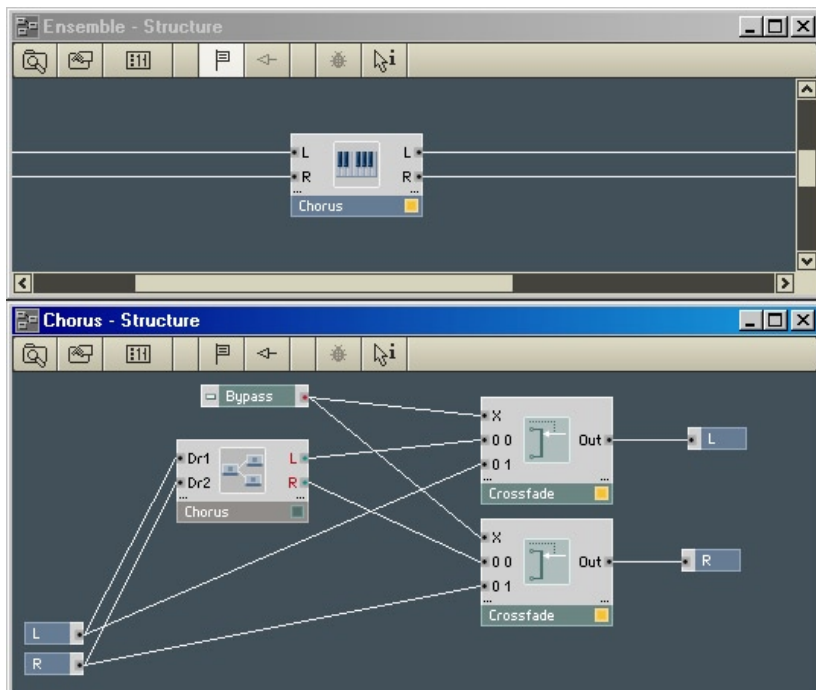 Ensemble - Structure
i
L L
R R
... ...
Chorus
Chorus - Structure
i
Bypass
X
0 0 Out
0 1
... ...
Crossfade
L
Dr1 L
Dr2 R
... ...
Chorus
X
0 0 Out
0 1
... ...
Crossfade
R
L
R